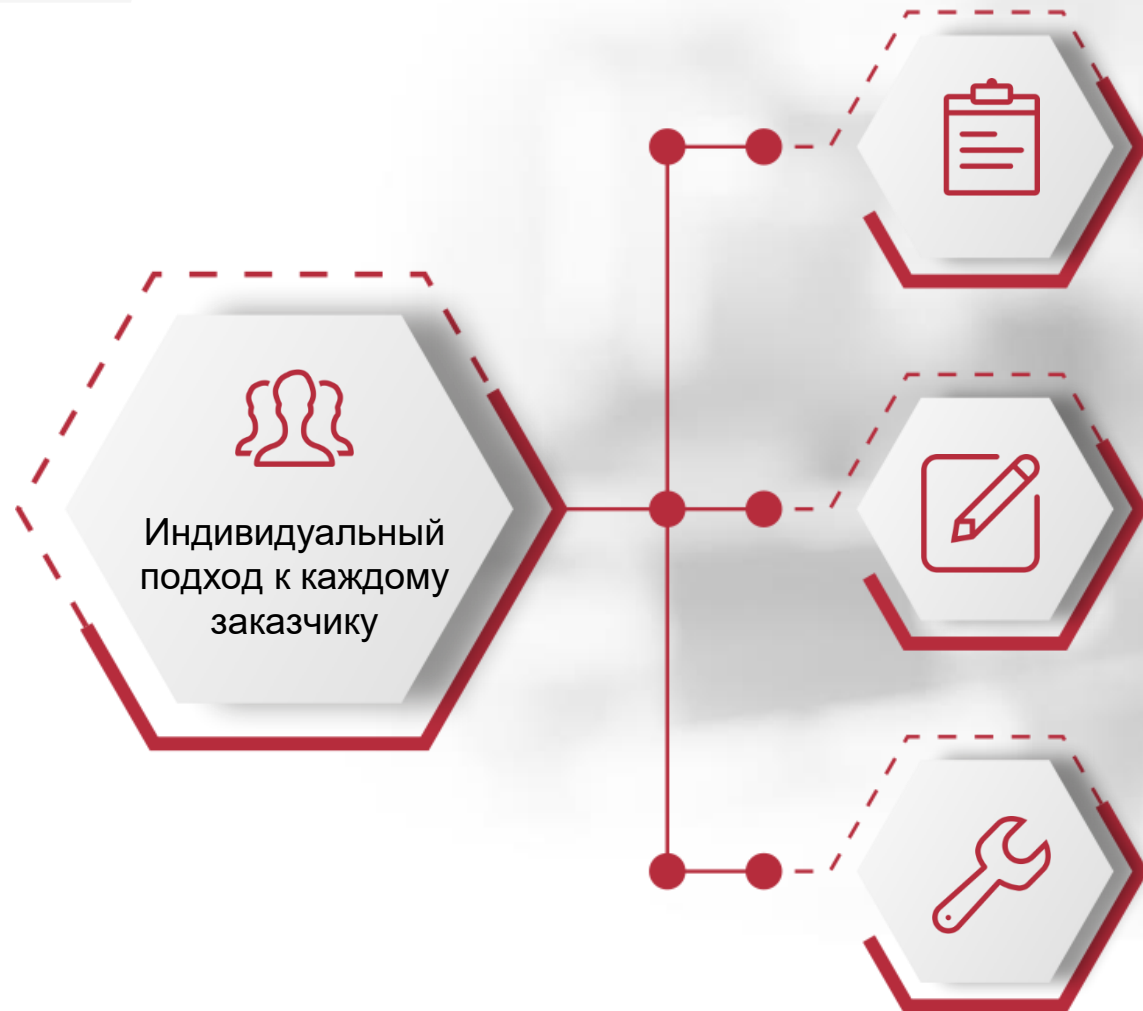 Индивидуальный
подход к каждому
заказчику